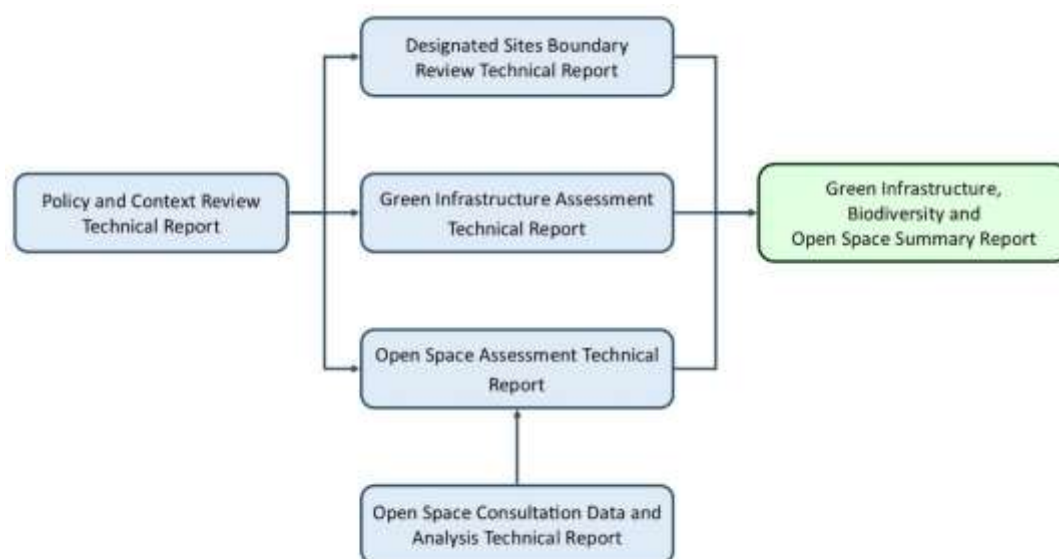 Designated Sites Boundary
Review Technical Report
Policy and Context Review
Technical Report
Green Infrastructure Assessment
Technical Report
Green Infrastructure,
Biodiversity and
Open Space Summary Report
Open Space Assessment Technical
Report
Open Space Consultation Data and
Analysis Technical Report